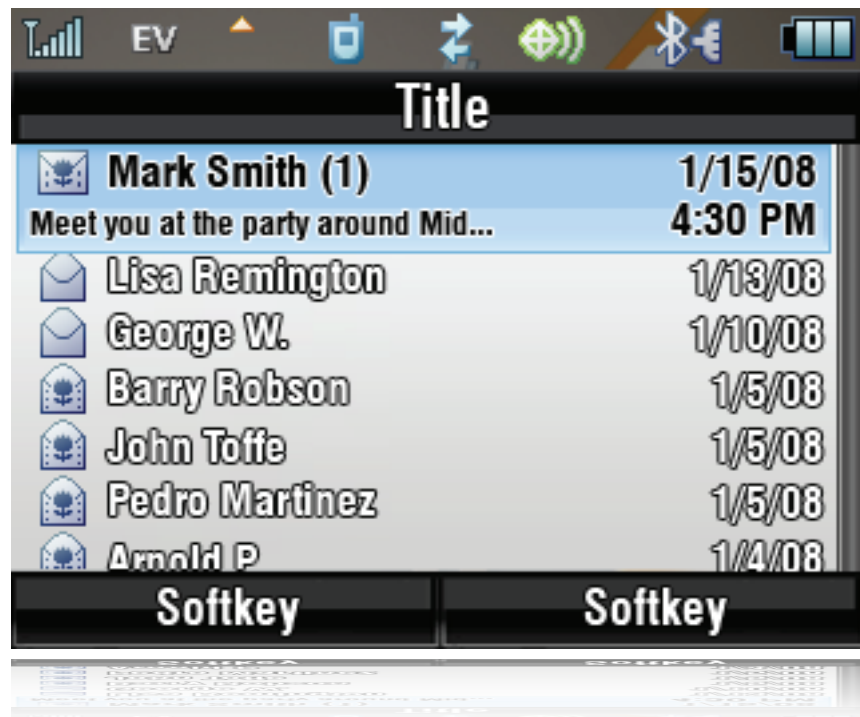 EV
Title
Mark Smith (1) 1/15/08
Meet you at the party around Mid... 4:30 PM
Lisa Remington 1/13/08
George W. 1/10/08
Barry Robson 1/5/08
John Toffe 1/5/08
Pedro Martinez 1/5/08
Arnold P 1/4/08
Softkey Softkey